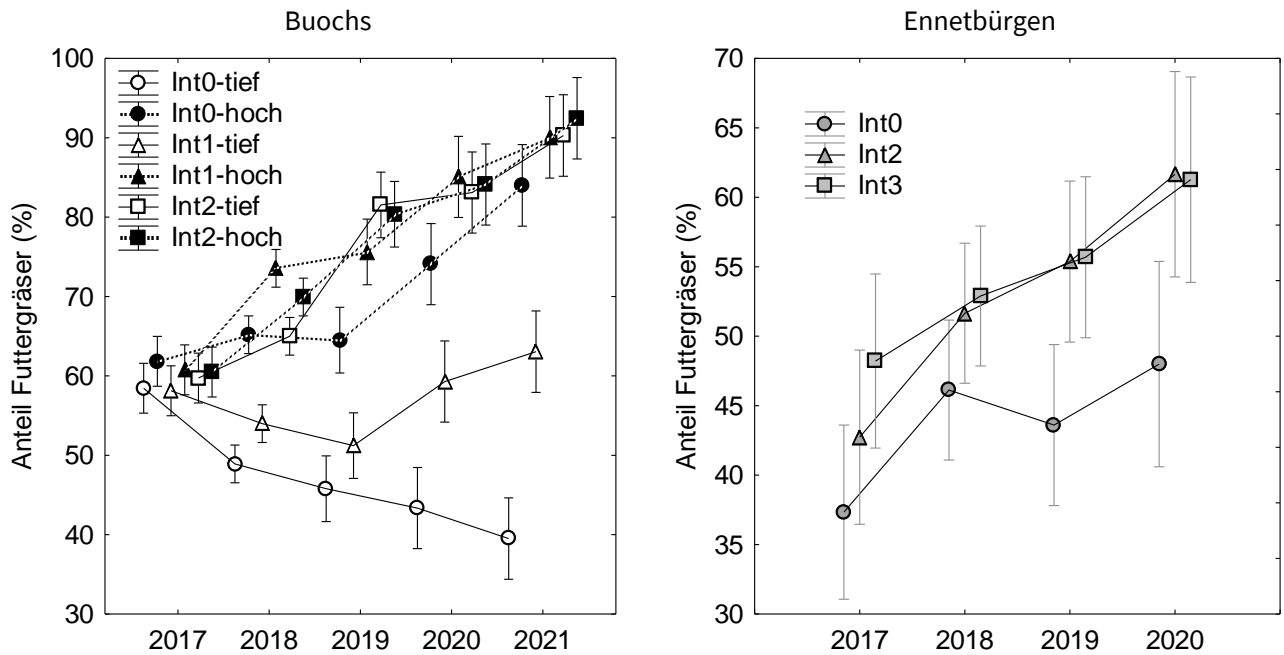 Buochs
100
90
80
70
60
50
40
30
Anteil Futtergräser (%)
Int0-tief
Int0-hoch
Int1-tief
Int1-hoch
Int2-tief
Int2-hoch
2017 2018 2019 2020 2021
Ennetbürgen
70
65
60
55
50
45
40
35
30
Anteil Futtergräser (%)
Int0
Int2
Int3
2017 2018 2019 2020